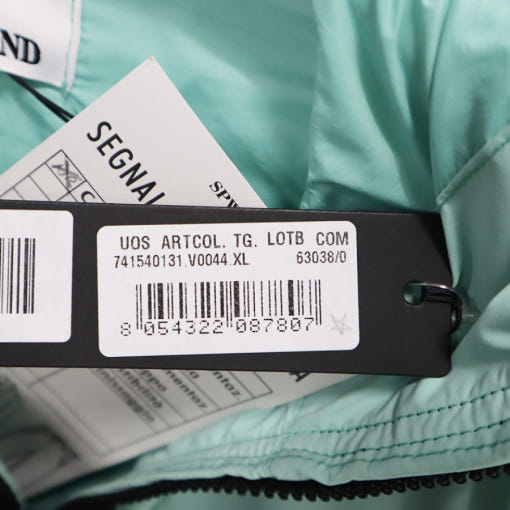 ND
SEGNAL
SPW
UOS ARTCOL. TG. LOTB COM
741540131.V0044.XL 63038/0
8 054322 087807